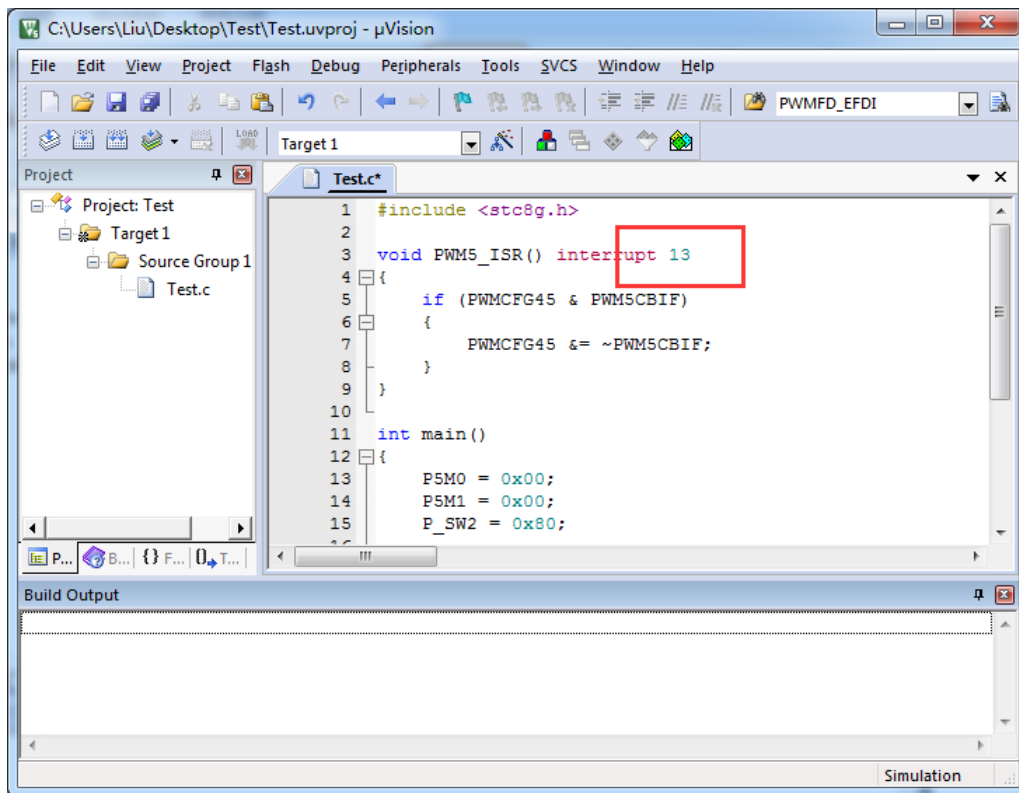 C:\Users\Liu\Desktop\Test\Test.uvproj - µVision
File Edit View Project Flash Debug Peripherals Tools SVCS Window Help
PWMFD_EFDI
LOAD Target 1
Project
Test.c*
Project: Test
Target 1
Source Group 1
Test.c
1 #include <stc8g.h>
2
3 void PWM5_ISR() interrupt 13
4 {
5 if (PWMCFG45 & PWM5CBIF)
6 {
7 PWMCFG45 &= ~PWM5CBIF;
8 }
9 }
10
11 int main()
12 {
13 P5M0 = 0x00;
14 P5M1 = 0x00;
15 P_SW2 = 0x80;
P... B... {} F... 0 T...
Build Output
Simulation